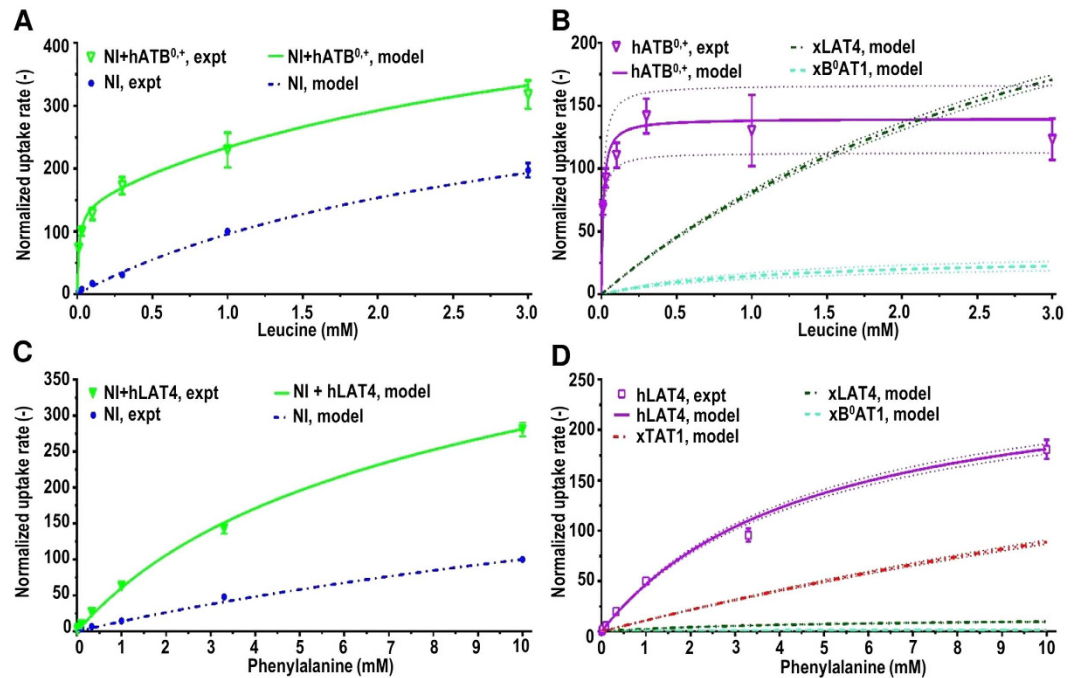 A
NI+hATB⁰,⁺, expt
NI+hATB⁰,⁺, model
NI, expt
NI, model
Normalized uptake rate (-)
400
300
200
100
0
0.0 0.5 1.0 1.5 2.0 2.5 3.0
Leucine (mM)
B
hATB⁰,⁺, expt
xLAT4, model
hATB⁰,⁺, model
xB⁰AT1, model
Normalized uptake rate (-)
200
150
100
50
0
0.0 0.5 1.0 1.5 2.0 2.5 3.0
Leucine (mM)
C
NI+hLAT4, expt
NI + hLAT4, model
NI, expt
NI, model
Normalized uptake rate (-)
350
300
250
200
150
100
50
0
0 1 2 3 4 5 6 7 8 9 10
Phenylalanine (mM)
D
hLAT4, expt
xLAT4, model
hLAT4, model
xB⁰AT1, model
xTAT1, model
Normalized uptake rate (-)
250
200
150
100
50
0
0 1 2 3 4 5 6 7 8 9 10
Phenylalanine (mM)